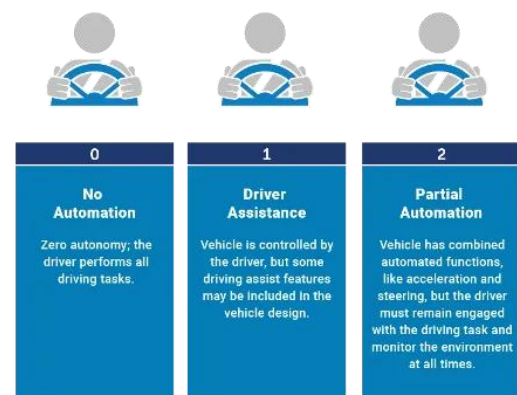 0
No
Automation
Zero autonomy; the
driver performs all
driving tasks.
1
Driver
Assistance
Vehicle is controlled by
the driver, but some
driving assist features
may be included in the
vehicle design.
2
Partial
Automation
Vehicle has combined
automated functions,
like acceleration and
steering, but the driver
must remain engaged
with the driving task and
monitor the environment
at all times.